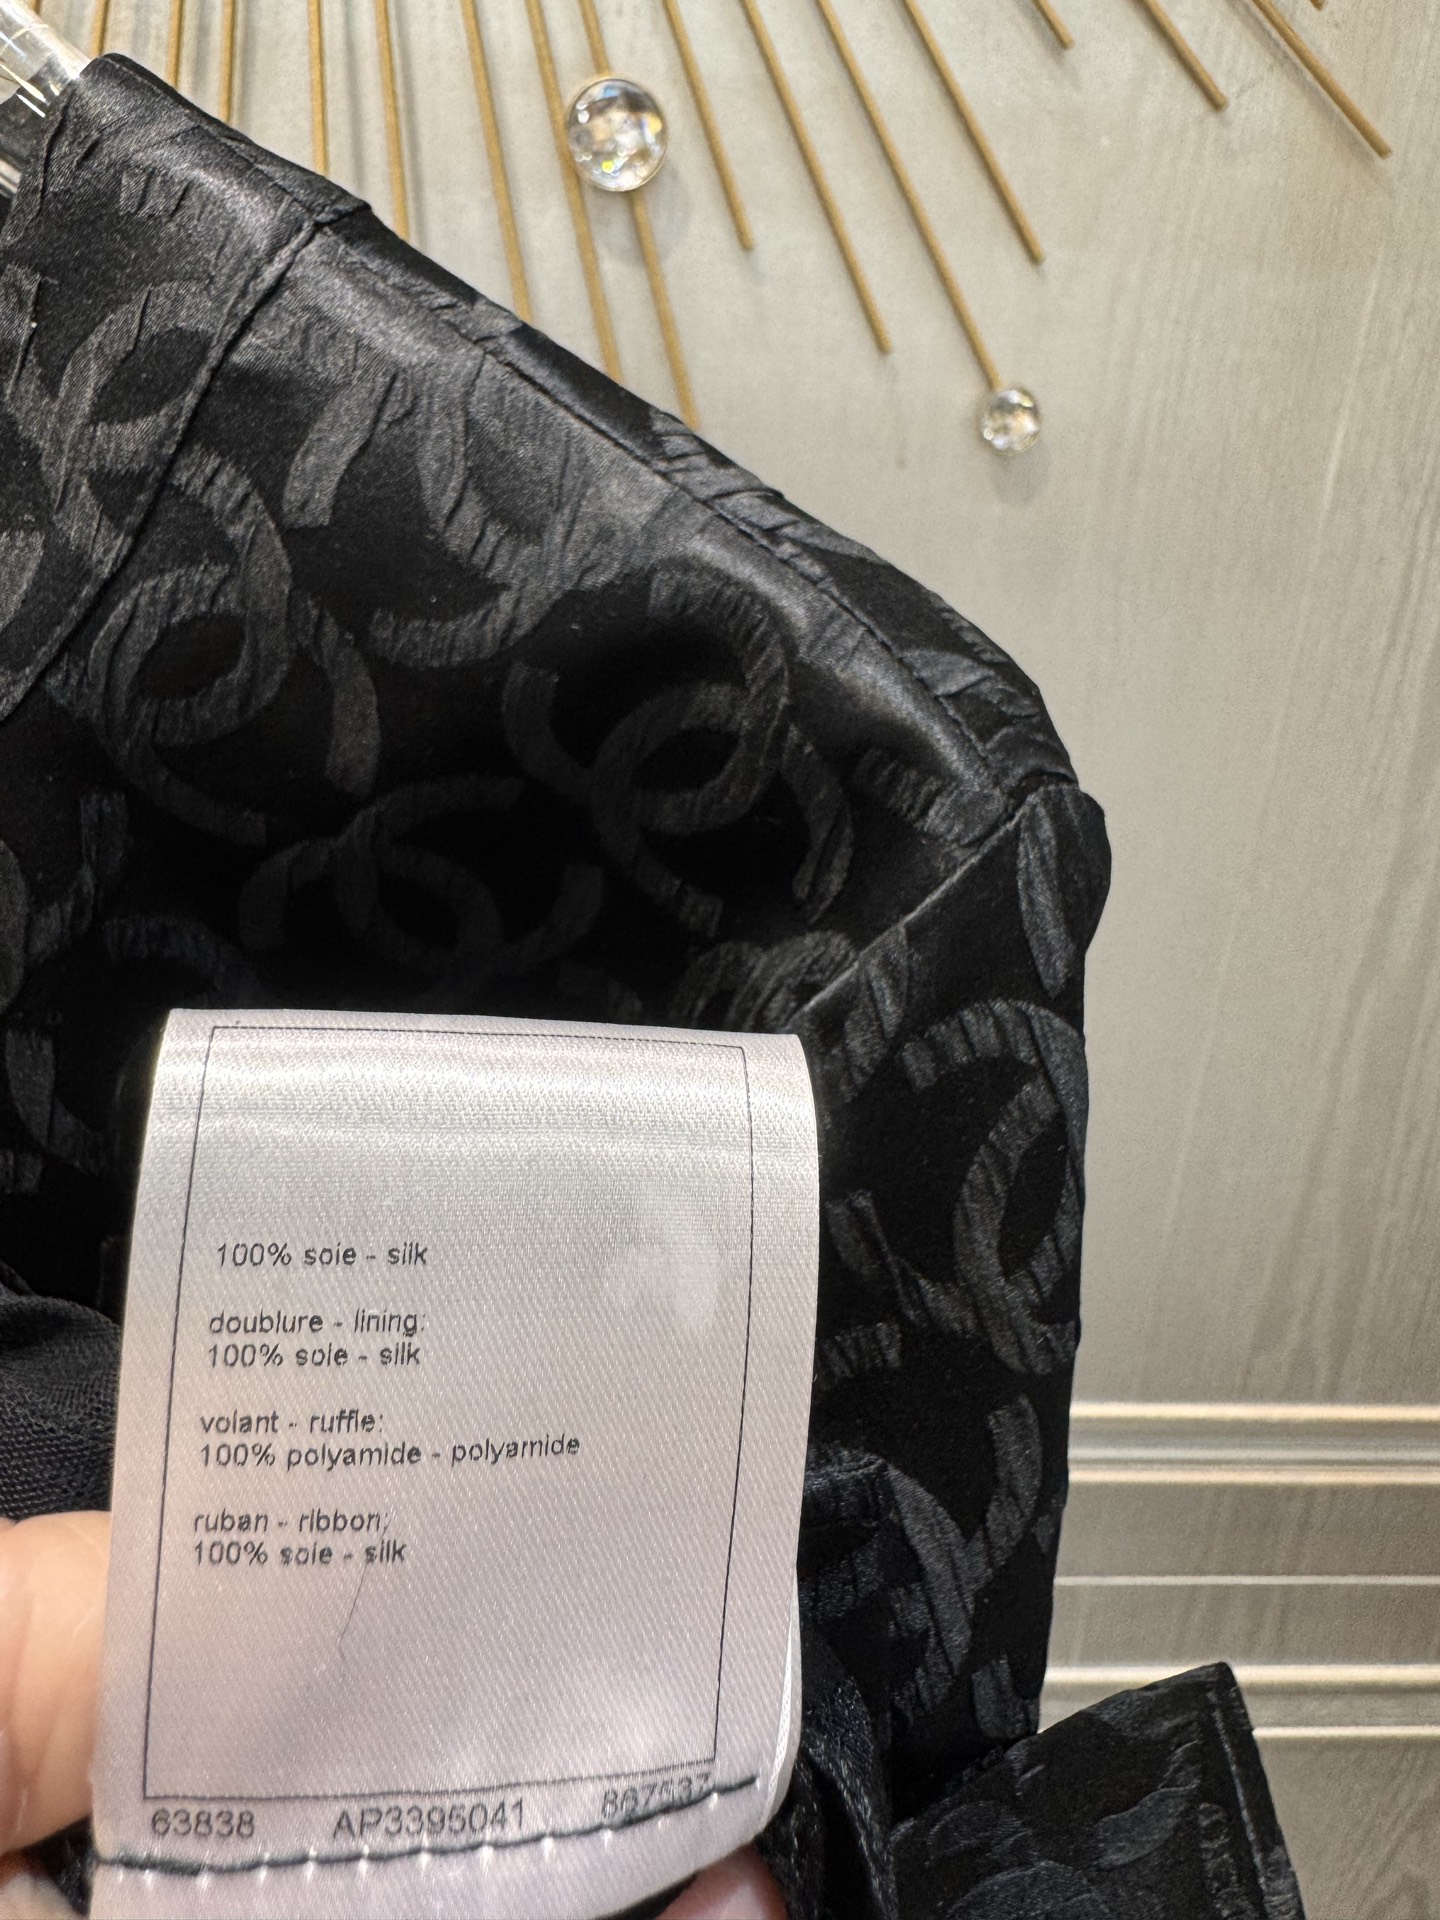 100% soie - silk
doublure - lining:
100% soie - silk
volant - ruffle:
100% polyamide - polyamide
ruban - ribbon:
100% soie - silk
63838 AP3395041 867537